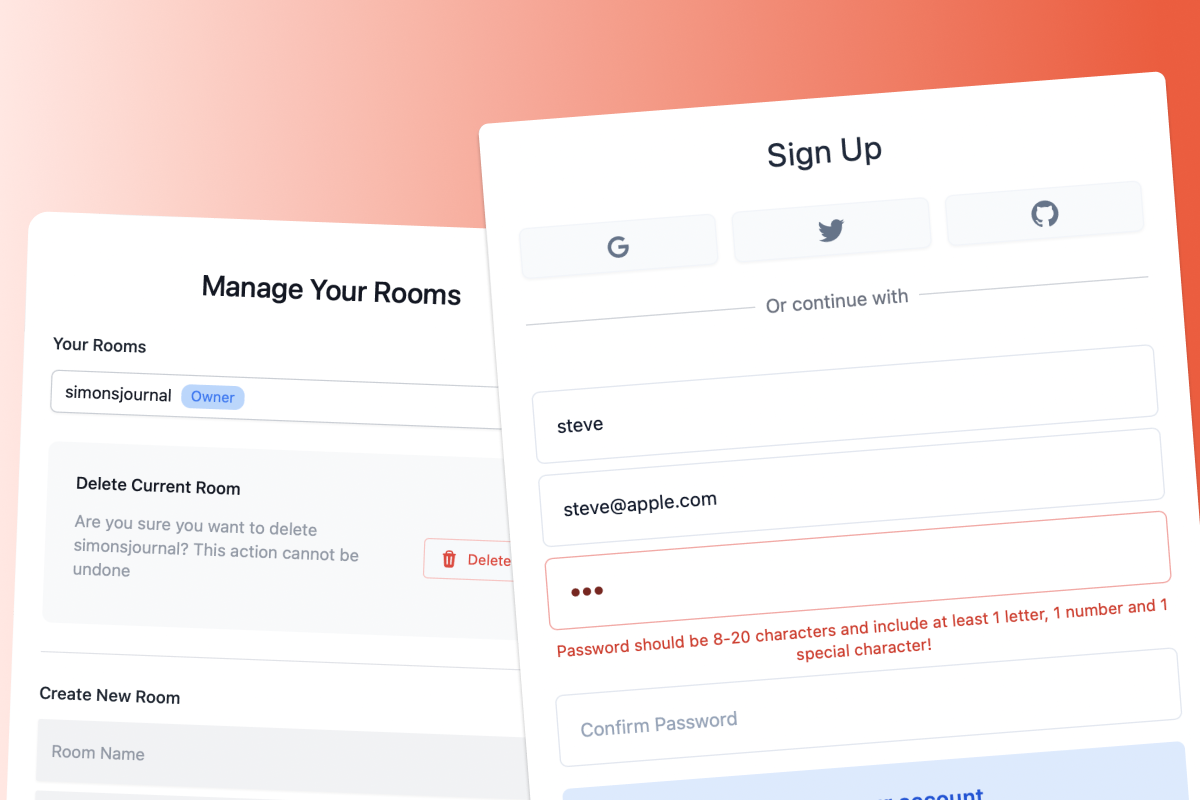 Manage Your Rooms
Your Rooms
simonsjournal Owner
Delete Current Room
Are you sure you want to delete
simonsjournal? This action cannot be
undone
Delete
Create New Room
Room Name
Sign Up
Or continue with
steve
steve@apple.com
Password should be 8-20 characters and include at least 1 letter, 1 number and 1
special character!
Confirm Password
account